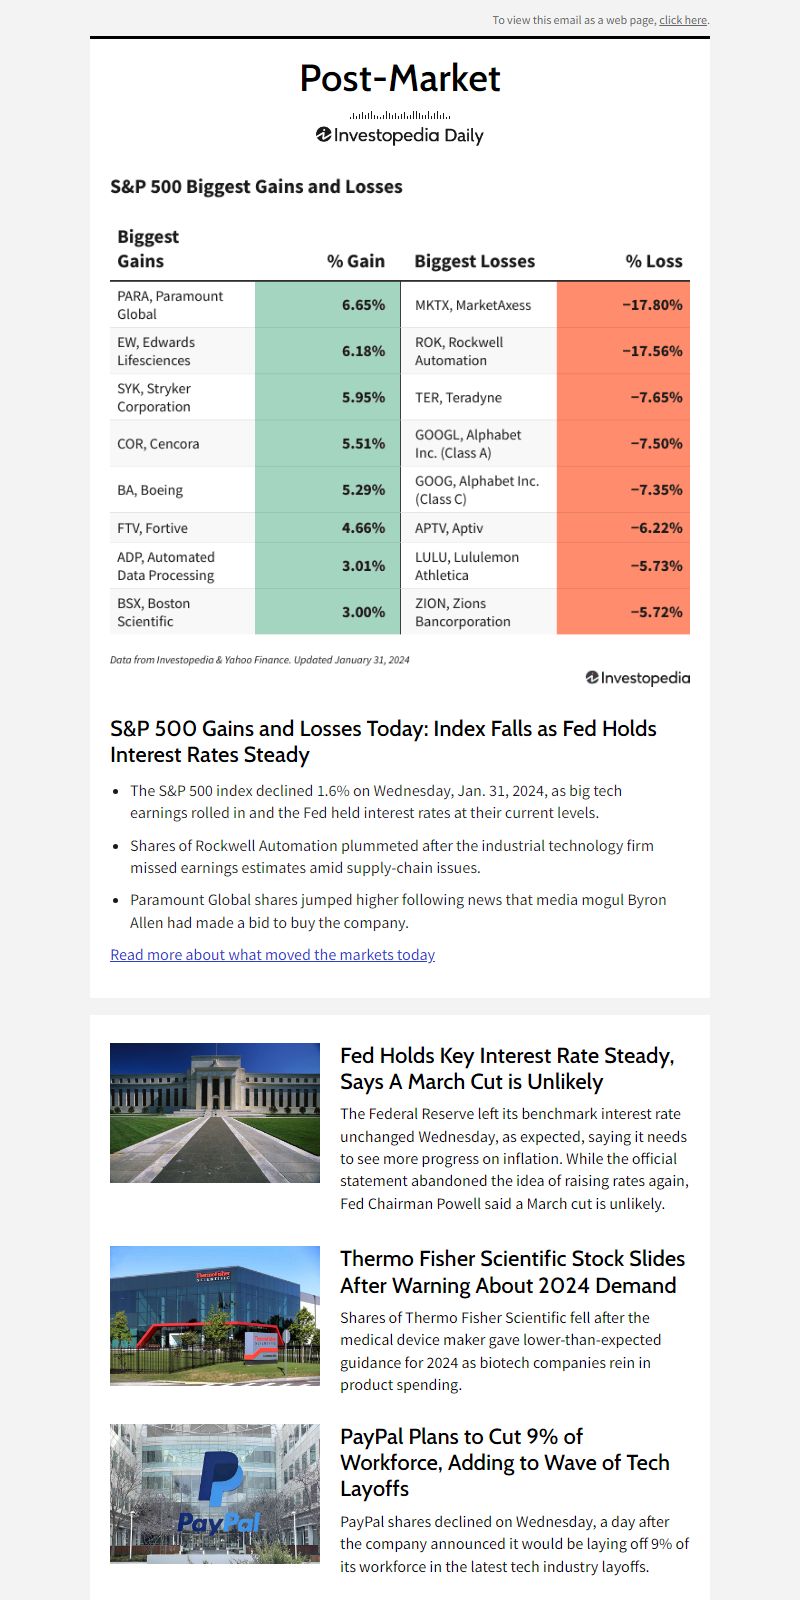 To view this email as a web page, click here.
Post-Market
Investopedia Daily
S&P 500 Biggest Gains and Losses
Biggest
Gains % Gain Biggest Losses % Loss
PARA, Paramount
Global 6.65% MKTX, MarketAxess −17.80%
EW, Edwards
Lifesciences 6.18% ROK, Rockwell
Automation −17.56%
SYK, Stryker
Corporation 5.95% TER, Teradyne −7.65%
COR, Cencora 5.51% GOOGL, Alphabet
Inc. (Class A) −7.50%
BA, Boeing 5.29% GOOG, Alphabet Inc.
(Class C) −7.35%
FTV, Fortive 4.66% APTV, Aptiv −6.22%
ADP, Automated
Data Processing 3.01% LULU, Lululemon
Athletica −5.73%
BSX, Boston
Scientific 3.00% ZION, Zions
Bancorporation −5.72%
Data from Investopedia & Yahoo Finance. Updated January 31, 2024
Investopedia
S&P 500 Gains and Losses Today: Index Falls as Fed Holds
Interest Rates Steady
• The S&P 500 index declined 1.6% on Wednesday, Jan. 31, 2024, as big tech
earnings rolled in and the Fed held interest rates at their current levels.
• Shares of Rockwell Automation plummeted after the industrial technology firm
missed earnings estimates amid supply-chain issues.
• Paramount Global shares jumped higher following news that media mogul Byron
Allen had made a bid to buy the company.
Read more about what moved the markets today
Fed Holds Key Interest Rate Steady,
Says A March Cut is Unlikely
The Federal Reserve left its benchmark interest rate
unchanged Wednesday, as expected, saying it needs
to see more progress on inflation. While the official
statement abandoned the idea of raising rates again,
Fed Chairman Powell said a March cut is unlikely.
ThermoFisher
SCIENTIFIC
Thermo Fisher Scientific Stock Slides
After Warning About 2024 Demand
Shares of Thermo Fisher Scientific fell after the
medical device maker gave lower-than-expected
guidance for 2024 as biotech companies rein in
product spending.
PayPal
PayPal Plans to Cut 9% of
Workforce, Adding to Wave of Tech
Layoffs
PayPal shares declined on Wednesday, a day after
the company announced it would be laying off 9% of
its workforce in the latest tech industry layoffs.